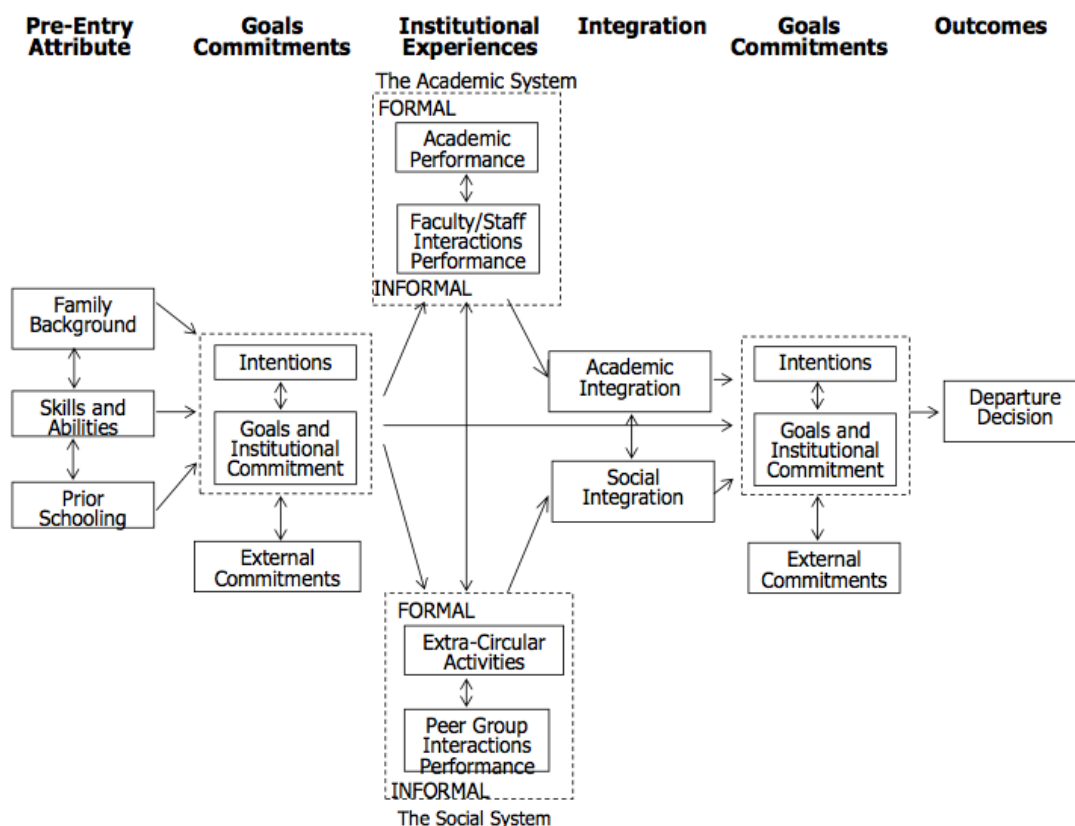 Pre-Entry
Attribute
Goals
Commitments
Institutional
Experiences
Integration
Goals
Commitments
Outcomes
The Academic System
FORMAL
Academic
Performance
Faculty/Staff
Interactions
Performance
INFORMAL
Family
Background
Skills and
Abilities
Prior
Schooling
Intentions
Goals and
Institutional
Commitment
External
Commitments
Academic
Integration
Social
Integration
Intentions
Goals and
Institutional
Commitment
External
Commitments
Departure
Decision
FORMAL
Extra-Circular
Activities
Peer Group
Interactions
Performance
INFORMAL
The Social System